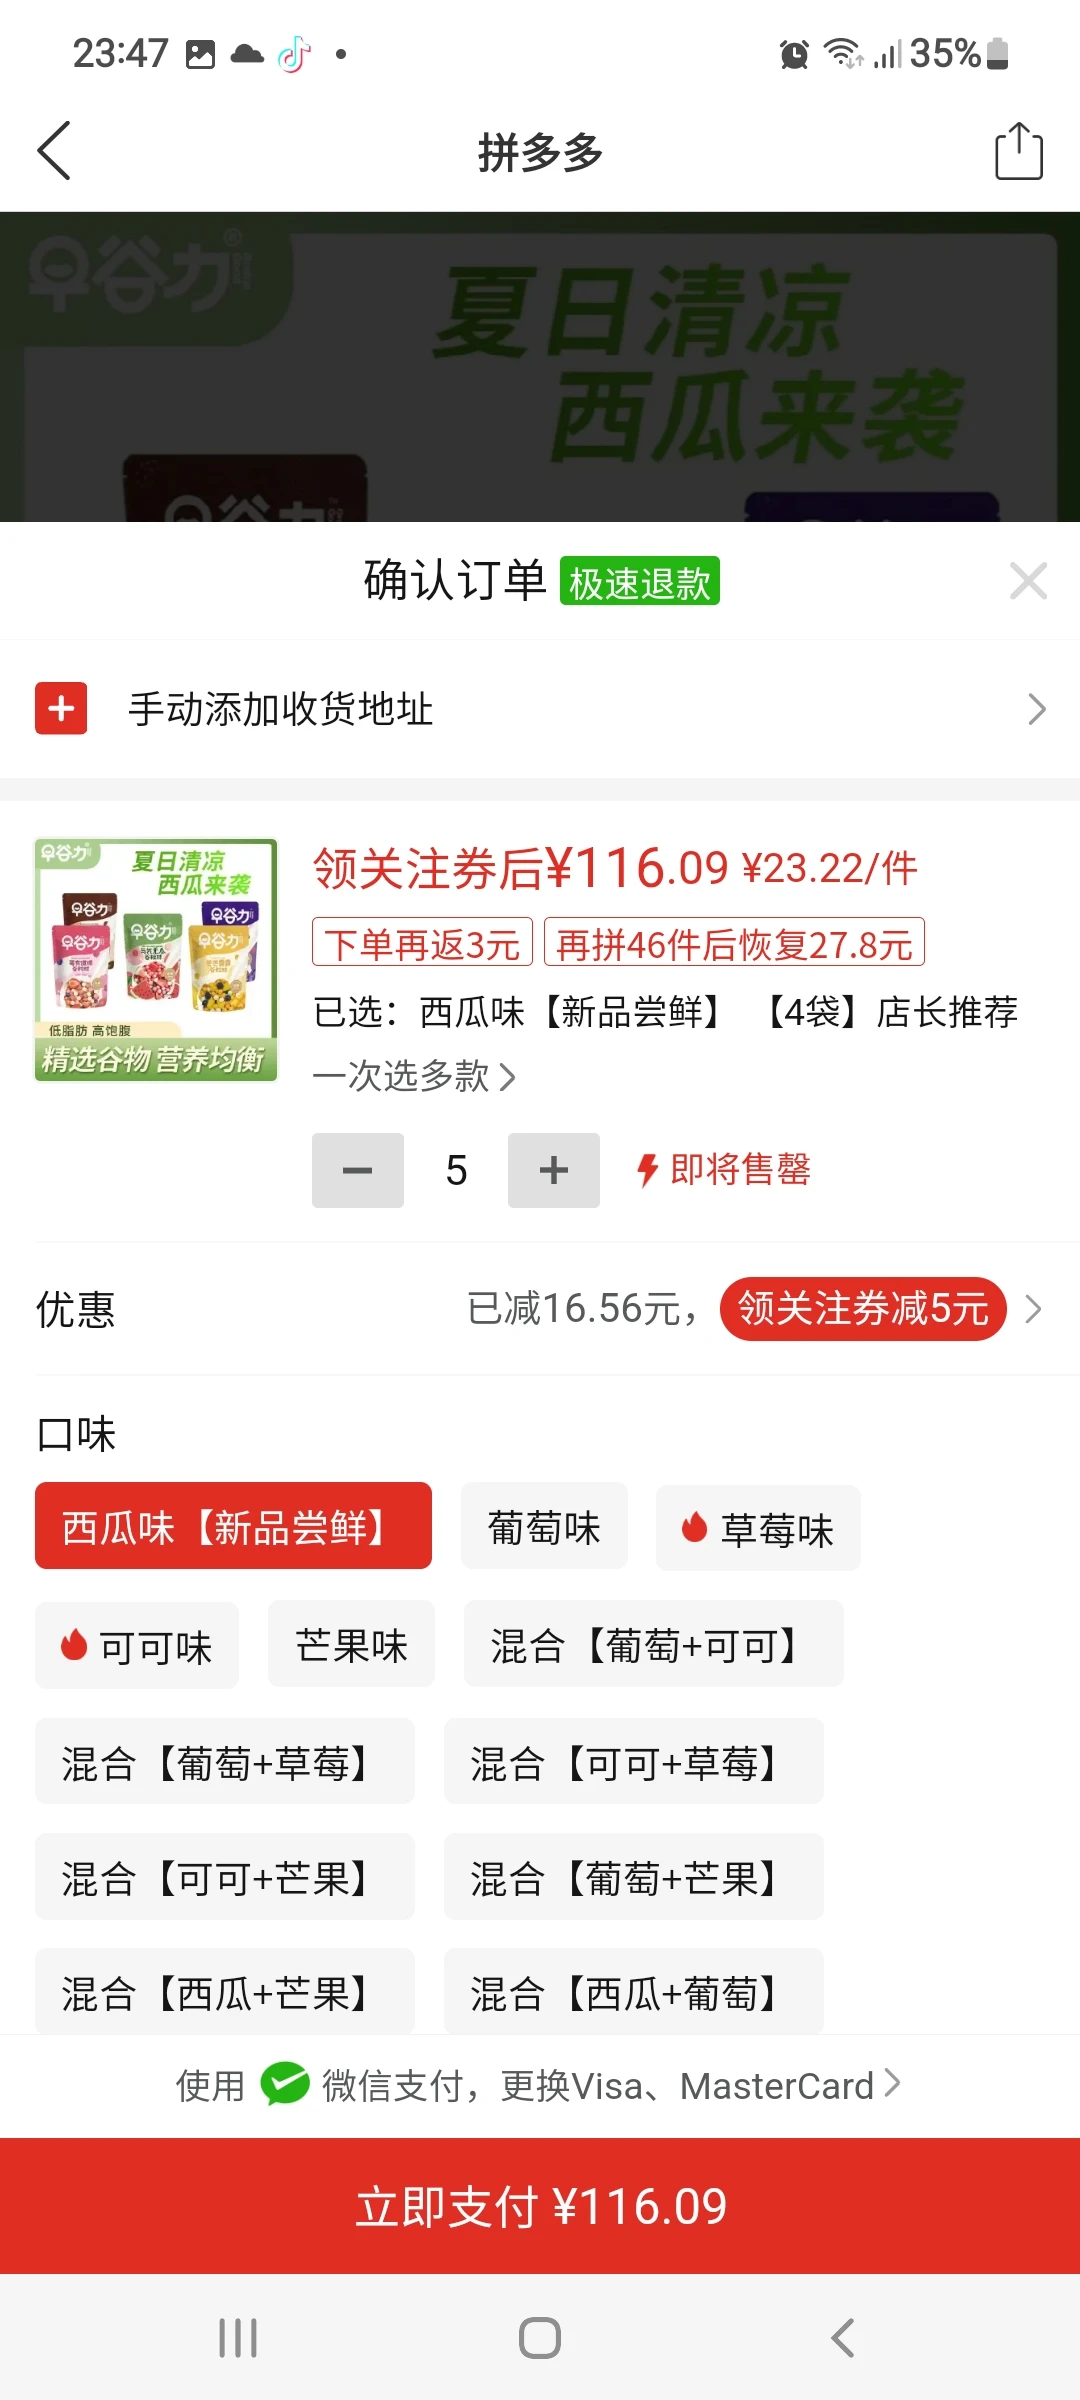 23:47
35%
拼多多
早谷力®
夏日清凉
西瓜来袭
确认订单 极速退款
手动添加收货地址
早谷力
夏日清凉
西瓜来袭
早谷力
早谷力
早谷力
早谷力
早谷力
低脂肪 高饱腹
精选谷物 营养均衡
领关注券后¥116.09 ¥23.22/件
下单再返3元 再拼46件后恢复27.8元
已选：西瓜味【新品尝鲜】 【4袋】店长推荐
一次选多款
5
即将售罄
优惠 已减16.56元， 领关注券减5元
口味
西瓜味【新品尝鲜】 葡萄味 草莓味
可可味 芒果味 混合【葡萄+可可】
混合【葡萄+草莓】 混合【可可+草莓】
混合【可可+芒果】 混合【葡萄+芒果】
混合【西瓜+芒果】 混合【西瓜+葡萄】
使用 微信支付，更换Visa、MasterCard
立即支付 ¥116.09